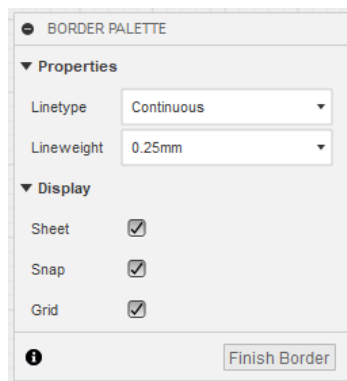 BORDER PALETTE
Properties
Linetype Continuous
Lineweight 0.25mm
Display
Sheet
Snap
Grid
Finish Border